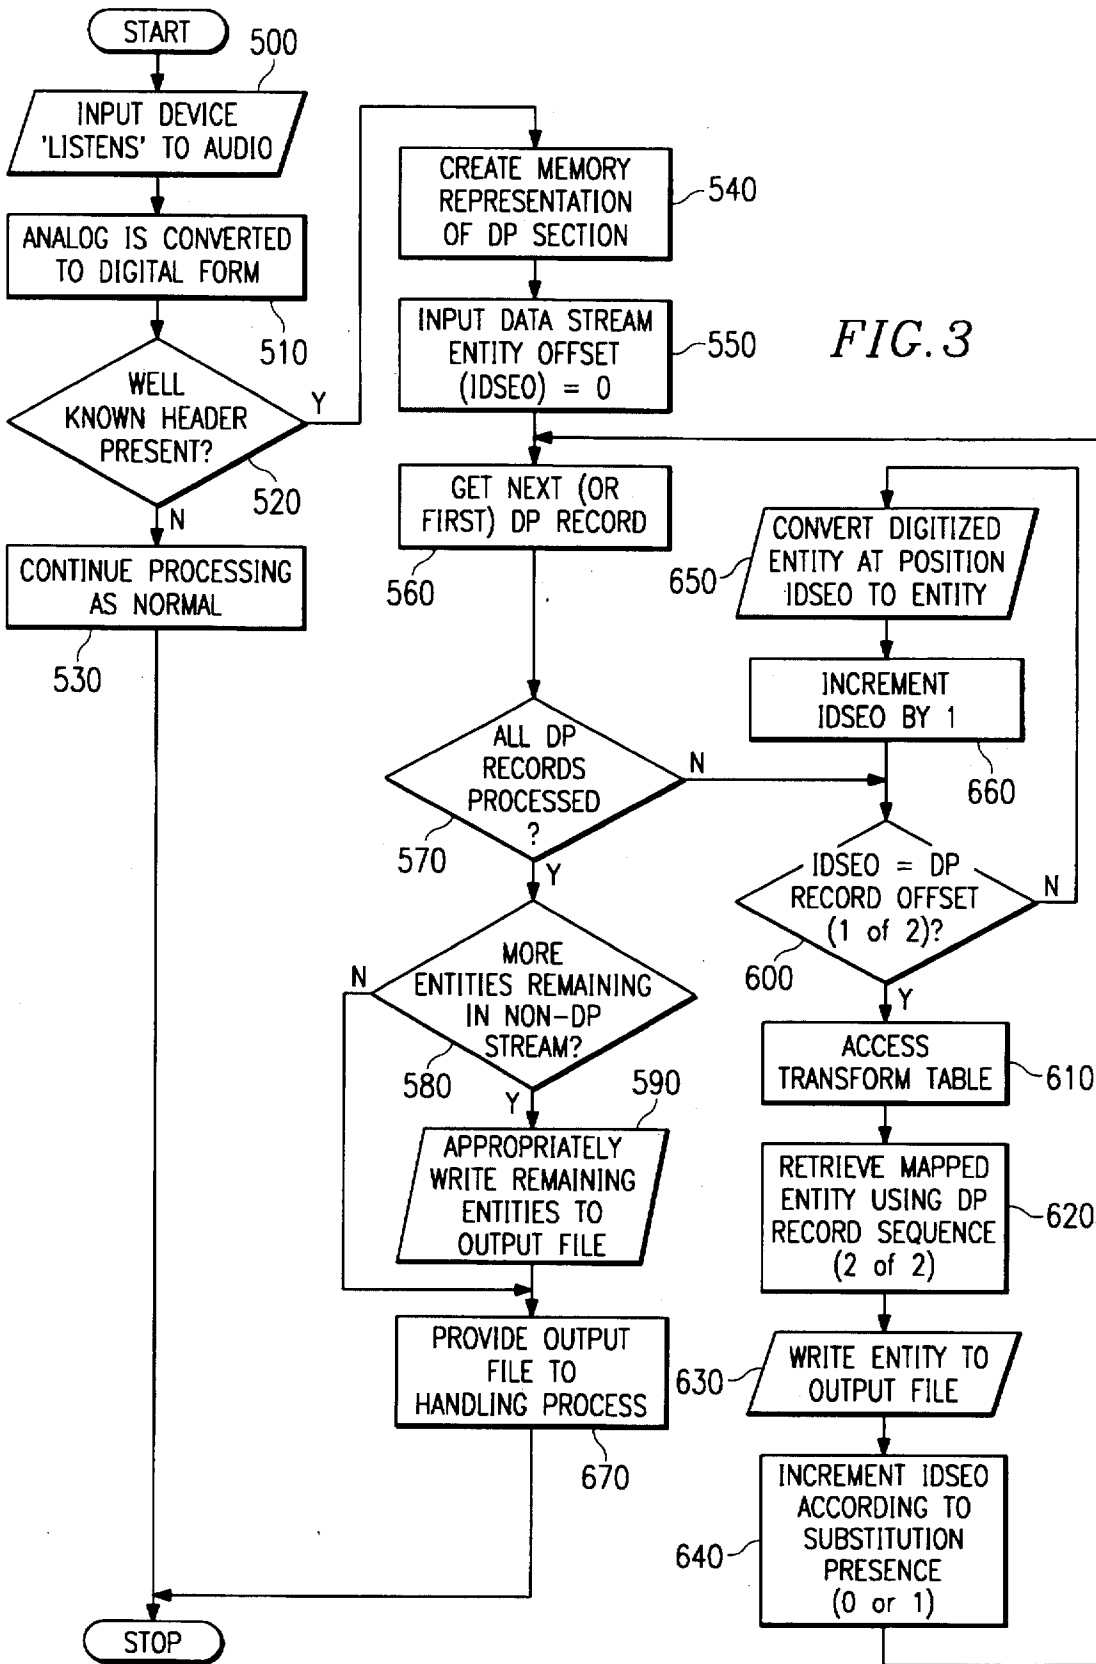 START
500
INPUT DEVICE
'LISTENS' TO AUDIO
ANALOG IS CONVERTED
TO DIGITAL FORM
510
WELL
KNOWN HEADER
PRESENT?
Y
520
N
CONTINUE PROCESSING
AS NORMAL
530
STOP
CREATE MEMORY
REPRESENTATION
OF DP SECTION
540
INPUT DATA STREAM
ENTITY OFFSET
(IDSEO) = 0
550
FIG.3
GET NEXT (OR
FIRST) DP RECORD
560
ALL DP
RECORDS
PROCESSED
?
570
N
Y
MORE
ENTITIES REMAINING
IN NON-DP
STREAM?
N
580
Y
590
APPROPRIATELY
WRITE REMAINING
ENTITIES TO
OUTPUT FILE
PROVIDE OUTPUT
FILE TO
HANDLING PROCESS
670
CONVERT DIGITIZED
ENTITY AT POSITION
IDSEO TO ENTITY
650
INCREMENT
IDSEO BY 1
660
IDSEO = DP
RECORD OFFSET
(1 of 2)?
N
600
Y
ACCESS
TRANSFORM TABLE
610
RETRIEVE MAPPED
ENTITY USING DP
RECORD SEQUENCE
(2 of 2)
620
WRITE ENTITY TO
OUTPUT FILE
630
INCREMENT IDSEO
ACCORDING TO
SUBSTITUTION
PRESENCE
(0 or 1)
640